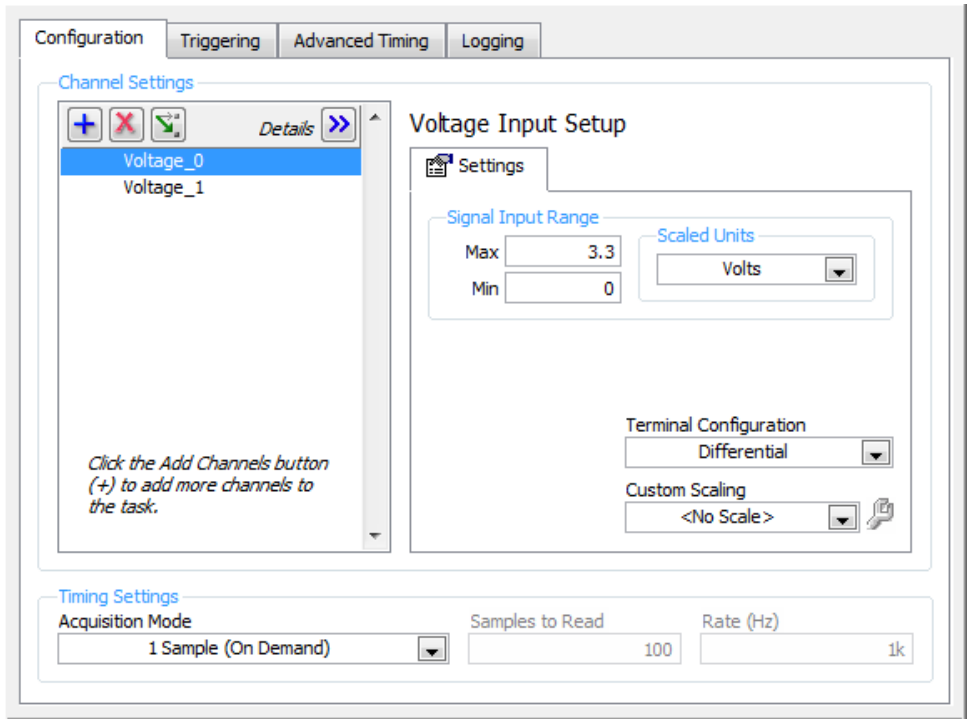 Configuration Triggering Advanced Timing Logging
Channel Settings
Details
Voltage_0
Voltage_1
Click the Add Channels button
(+) to add more channels to
the task.
Voltage Input Setup
Settings
Signal Input Range
Max 3.3
Min 0
Scaled Units
Volts
Terminal Configuration
Differential
Custom Scaling
<No Scale>
Timing Settings
Acquisition Mode
1 Sample (On Demand)
Samples to Read
100
Rate (Hz)
1k